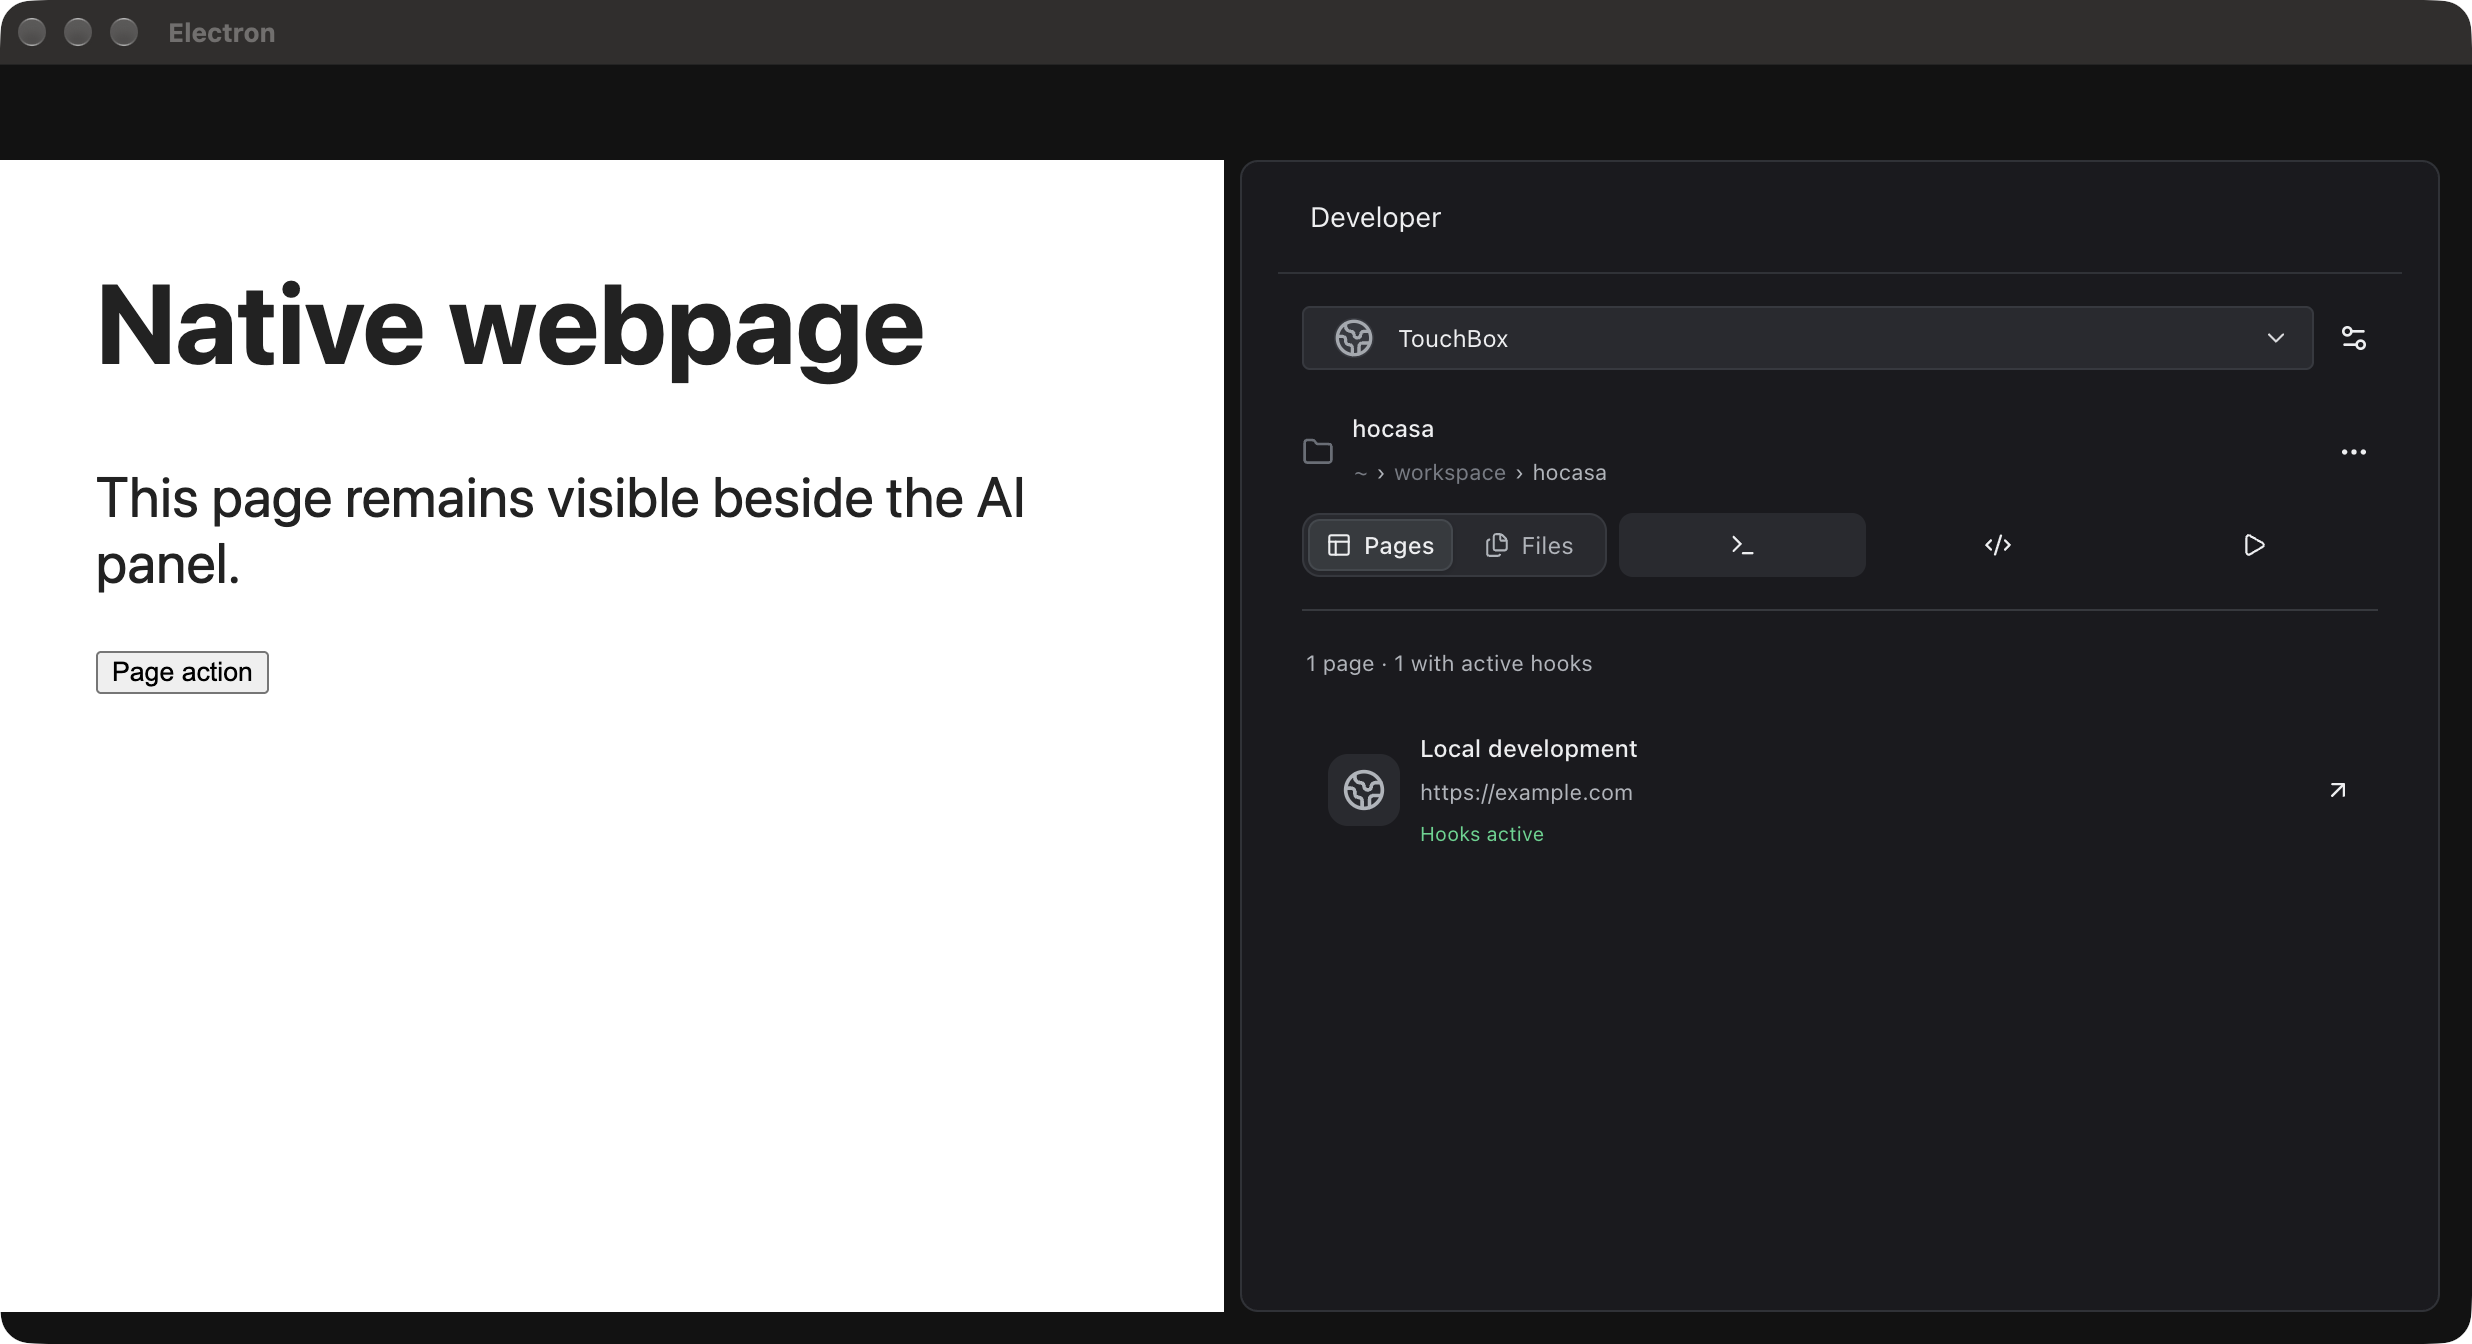 Electron
Native webpage
This page remains visible beside the AI
panel.
Page action
Developer
TouchBox
hocasa
~ › workspace › hocasa
Pages
Files
1 page · 1 with active hooks
Local development
https://example.com
Hooks active